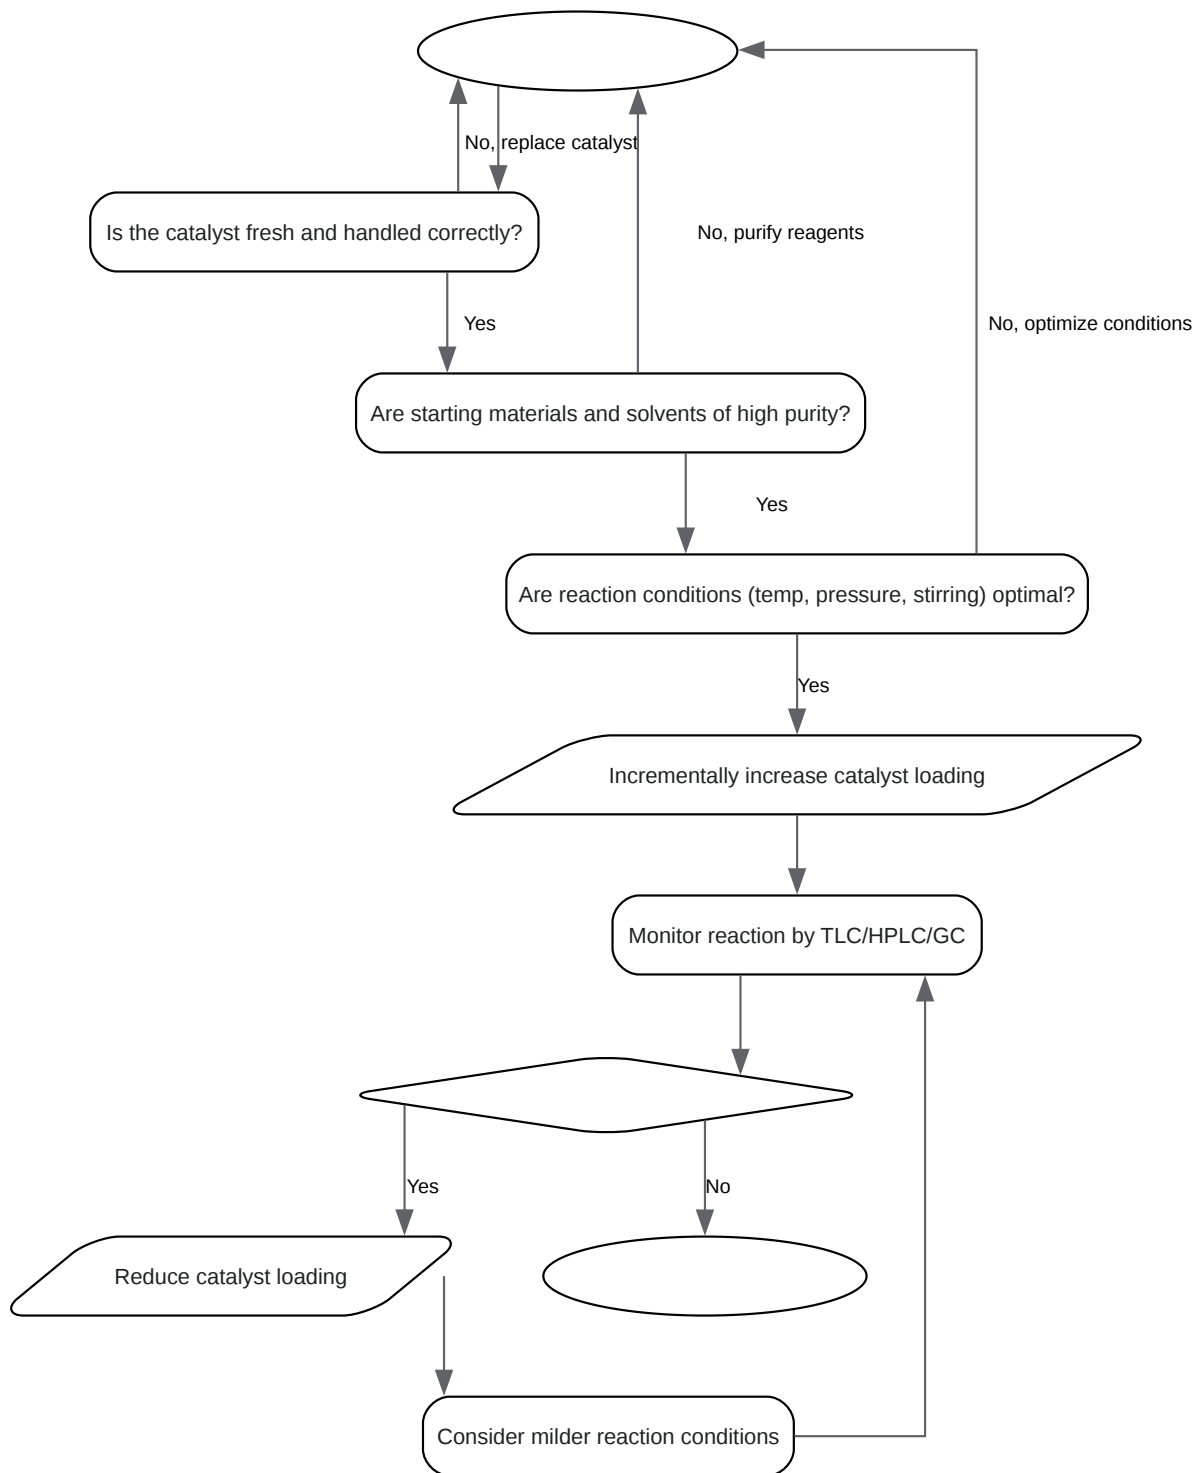 No, replace catalyst
Is the catalyst fresh and handled correctly?
No, purify reagents
Yes
No, optimize conditions
Are starting materials and solvents of high purity?
Yes
Are reaction conditions (temp, pressure, stirring) optimal?
Yes
Incrementally increase catalyst loading
Monitor reaction by TLC/HPLC/GC
Yes
No
Reduce catalyst loading
Consider milder reaction conditions